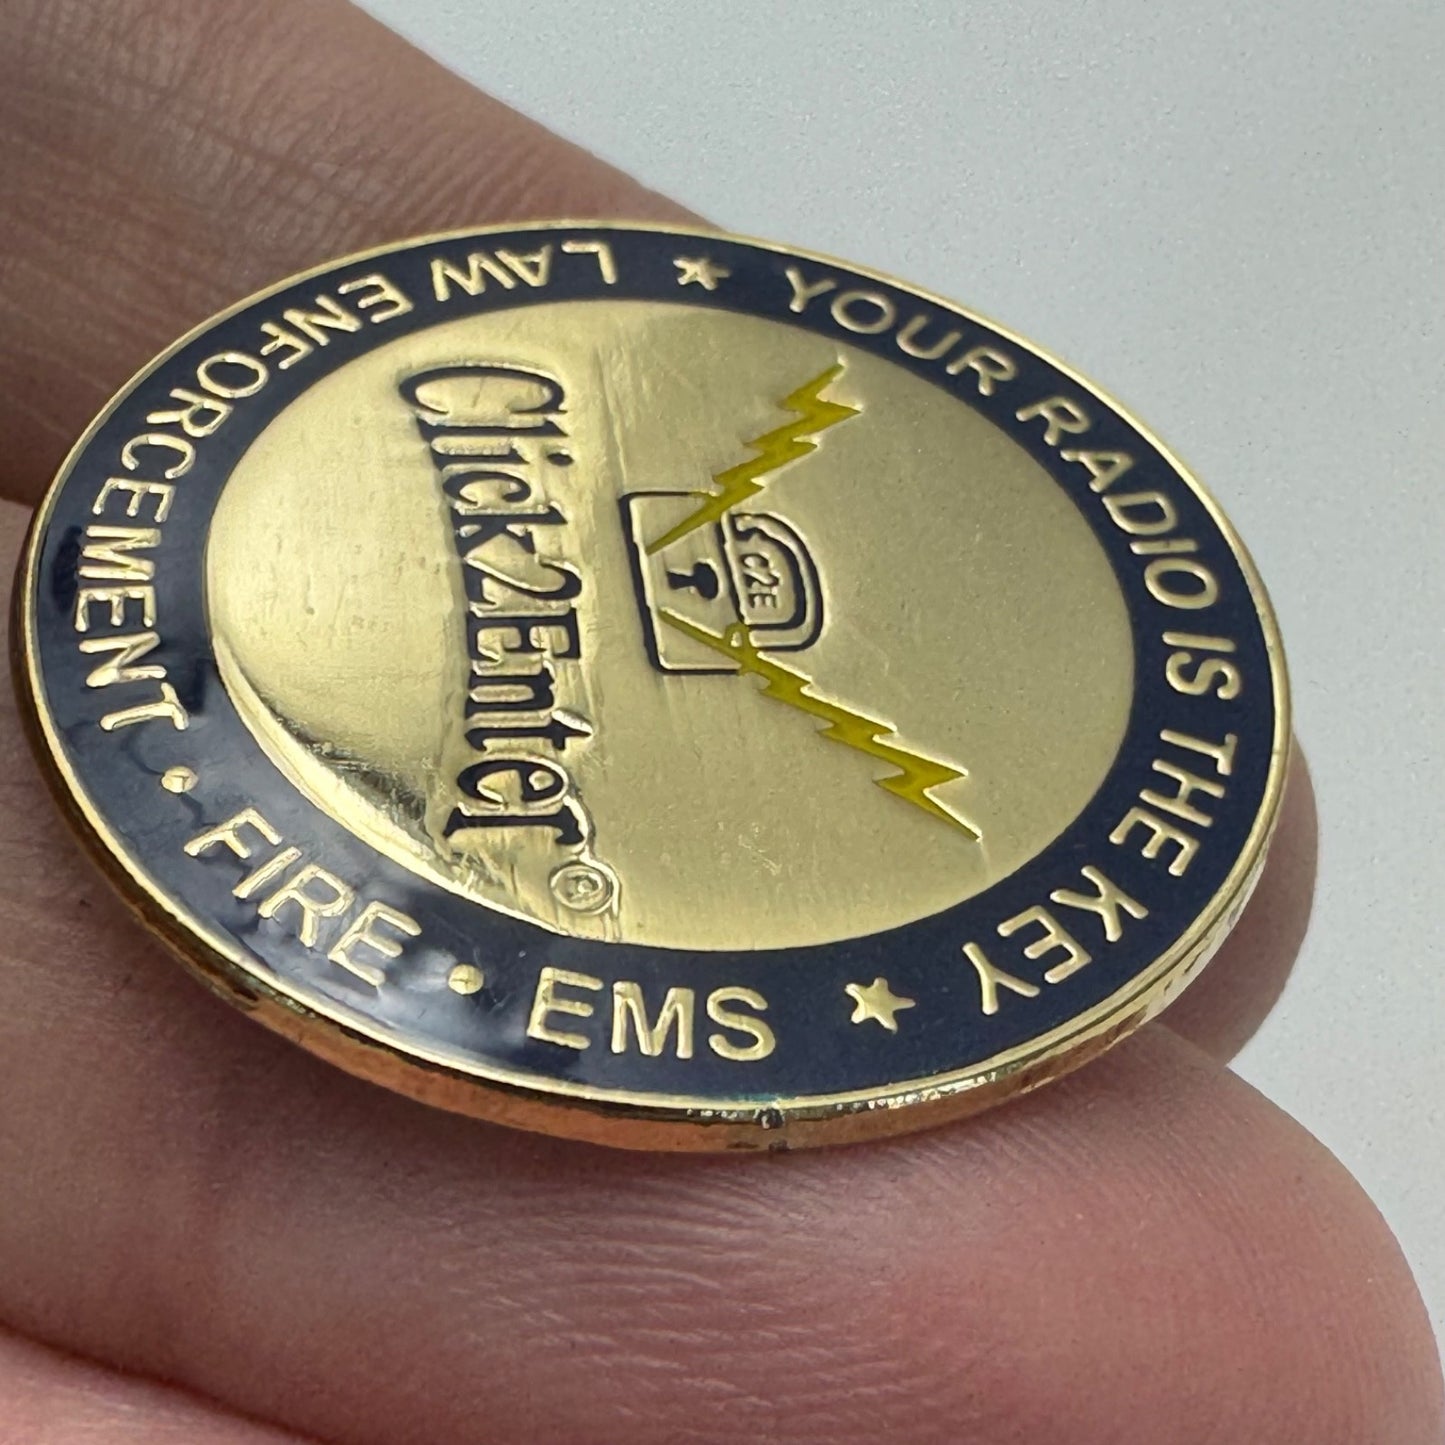 ★ YOUR RADIO IS THE KEY ★
C2E
Click2Enter®
LAW ENFORCEMENT • FIRE • EMS